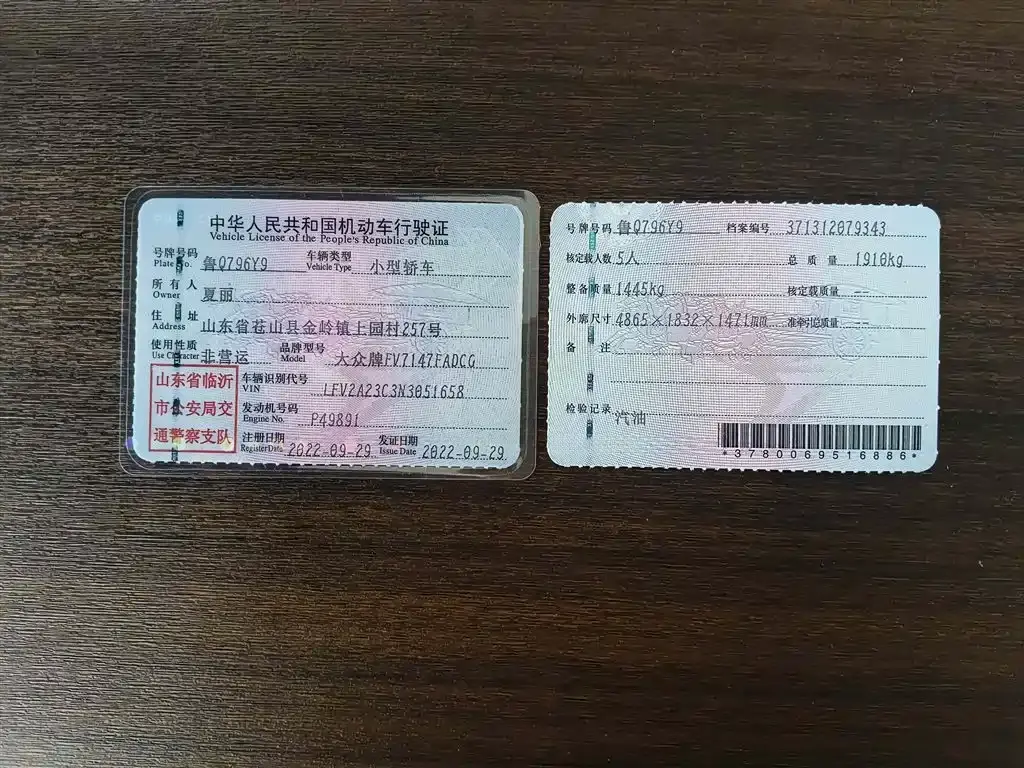 中华人民共和国机动车行驶证
Vehicle License of the People's Republic of China
号牌号码 鲁Q796Y9 车辆类型 小型轿车
Plate No. Vehicle Type
所有人 夏丽
Owner
住址 山东省苍山县金岭镇上园村257号
Address
使用性质 非营运 品牌型号 大众牌FV7147FADCG
Use Character Model
山东省临沂
市公安局交
通警察支队
车辆识别代号 LFV2A23C3N3051658
VIN
发动机号码 P49891
Engine No.
注册日期 2022-09-29 发证日期 2022-09-29
Register Date Issue Date
号牌号码 鲁Q796Y9 档案编号 371312079343
核定载人数 5人 总质量 1910kg
整备质量 1445kg 核定载质量 --
外廓尺寸 4865×1832×1471mm 准牵引总质量 --
备注
检验记录 汽油
*3780069516886*